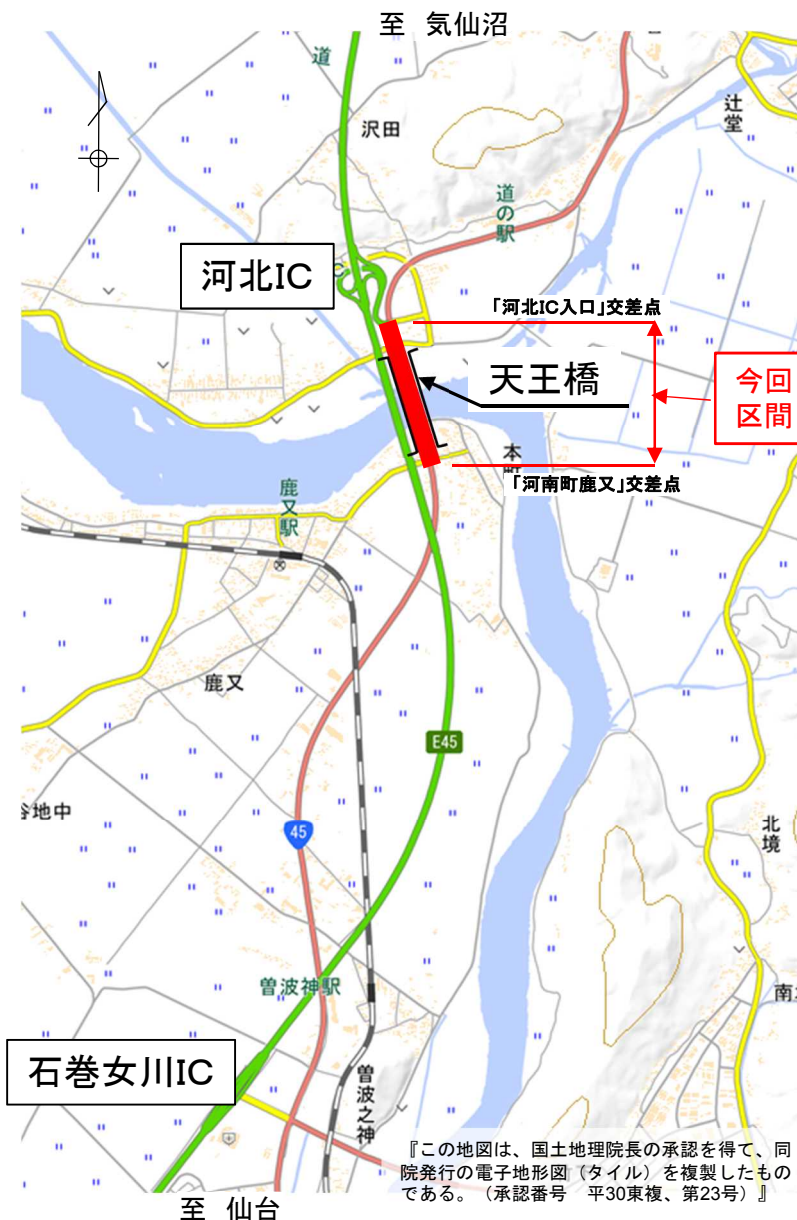 至 気仙沼
道
沢田
辻堂
道の駅
河北IC
「河北IC入口」交差点
天王橋
今回
区間
本町
「河南町鹿又」交差点
鹿又駅
鹿又
E45
谷地中
45
北境
曽波神駅
南
石巻女川IC
曽波之神
『この地図は、国土地理院長の承認を得て、同
院発行の電子地形図（タイル）を複製したもの
である。（承認番号 平30東複、第23号）』
至 仙台